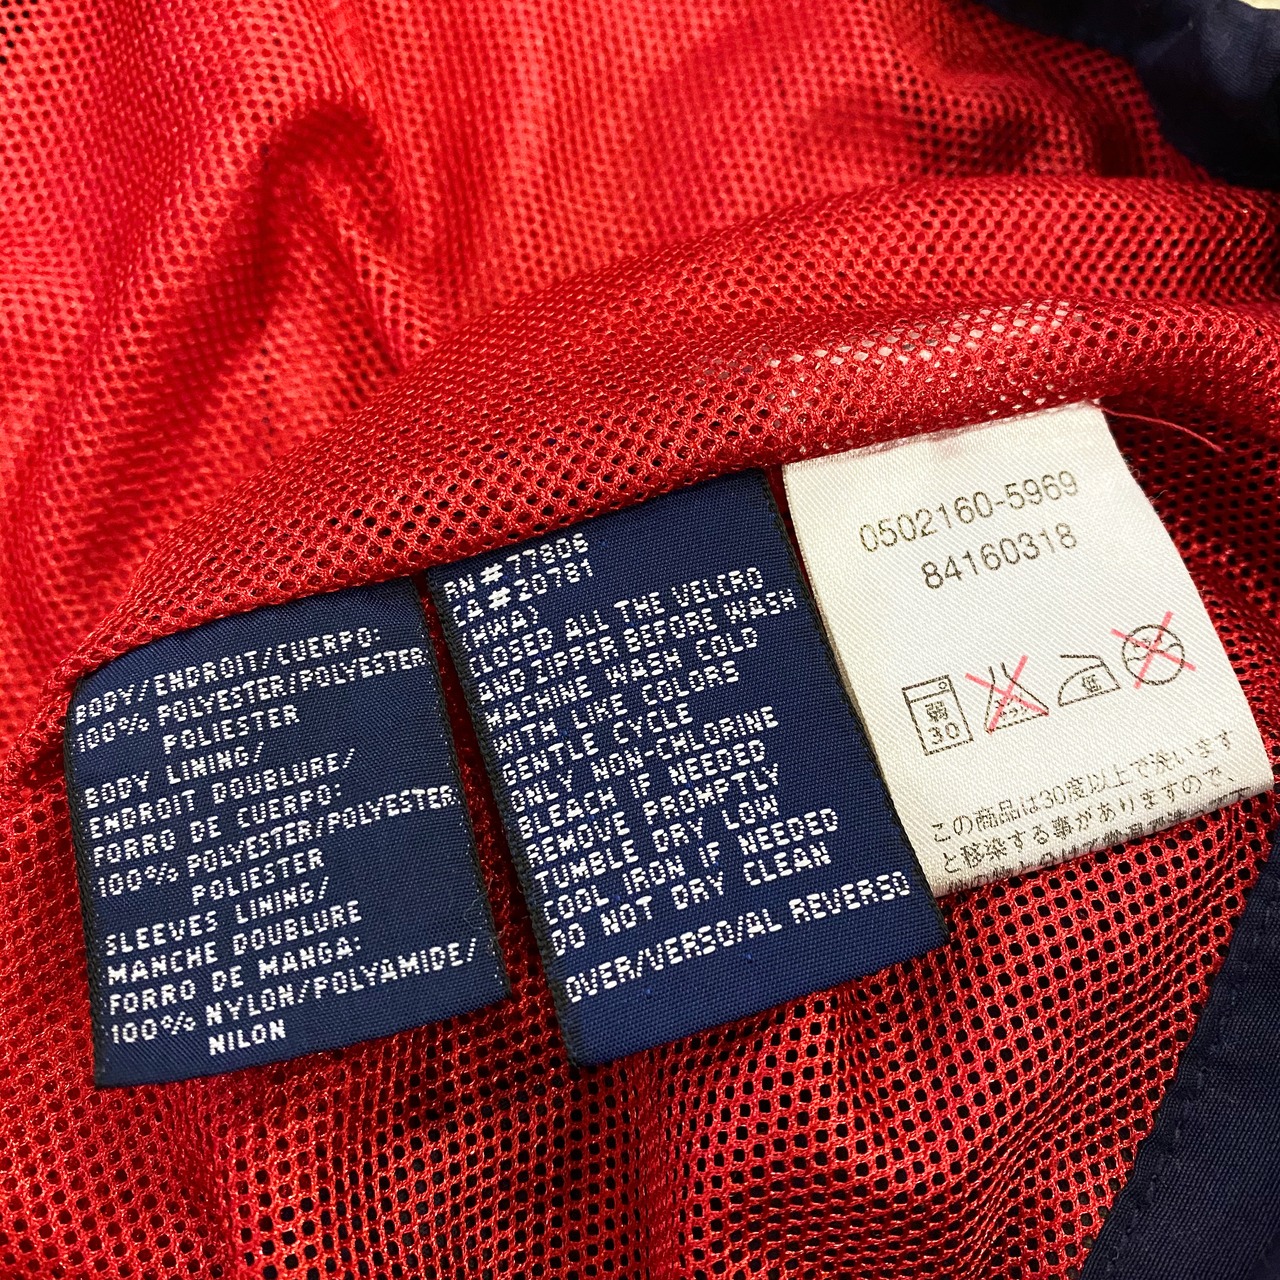 BODY/ENDROIT/CUERPO:
100% POLYESTER/POLYESTER
POLIESTER
BODY LINING/
ENDROIT DOUBLURE/
FORRO DE CUERPO:
100% POLYESTER/POLYESTER
POLIESTER
SLEEVES LINING/
MANCHE DOUBLURE
FORRO DE MANGA:
100% NYLON/POLYAMIDE/
NILON
RN #77806
CA #20781
(HWA)
CLOSED ALL THE VELCRO
AND ZIPPER BEFORE WASH
MACHINE WASH COLD
WITH LIKE COLORS
GENTLE CYCLE
ONLY NON-CHLORINE
BLEACH IF NEEDED
REMOVE PROMPTLY
TUMBLE DRY LOW
COOL IRON IF NEEDED
DO NOT DRY CLEAN
OVER/VERSO/AL REVERSO
0502160-5969
84160318
弱
30
低
この商品は30度以上で洗います
と移染する事がありますので、